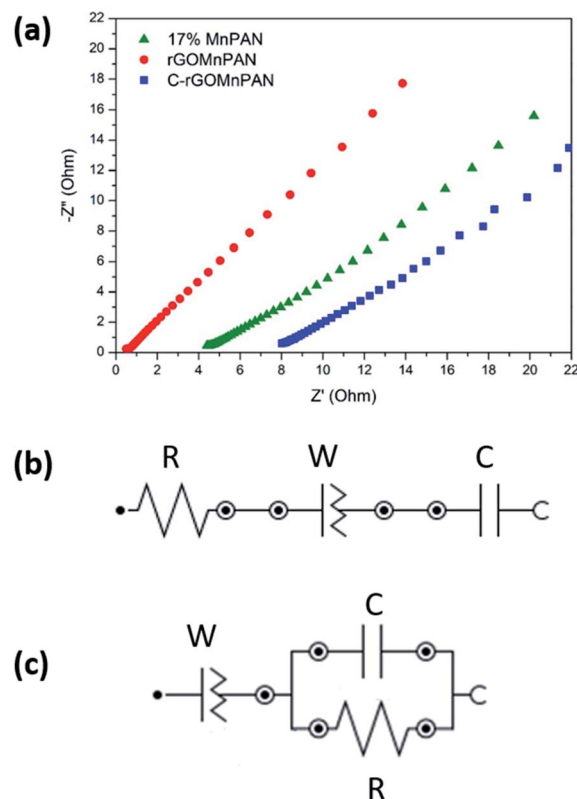 (a)
22
20
18
16
14
12
10
8
6
4
2
0
-Z" (Ohm)
17% MnPAN
rGOMnPAN
C-rGOMnPAN
0 2 4 6 8 10 12 14 16 18 20 22
Z' (Ohm)
(b)
R W C
(c)
W
C
R